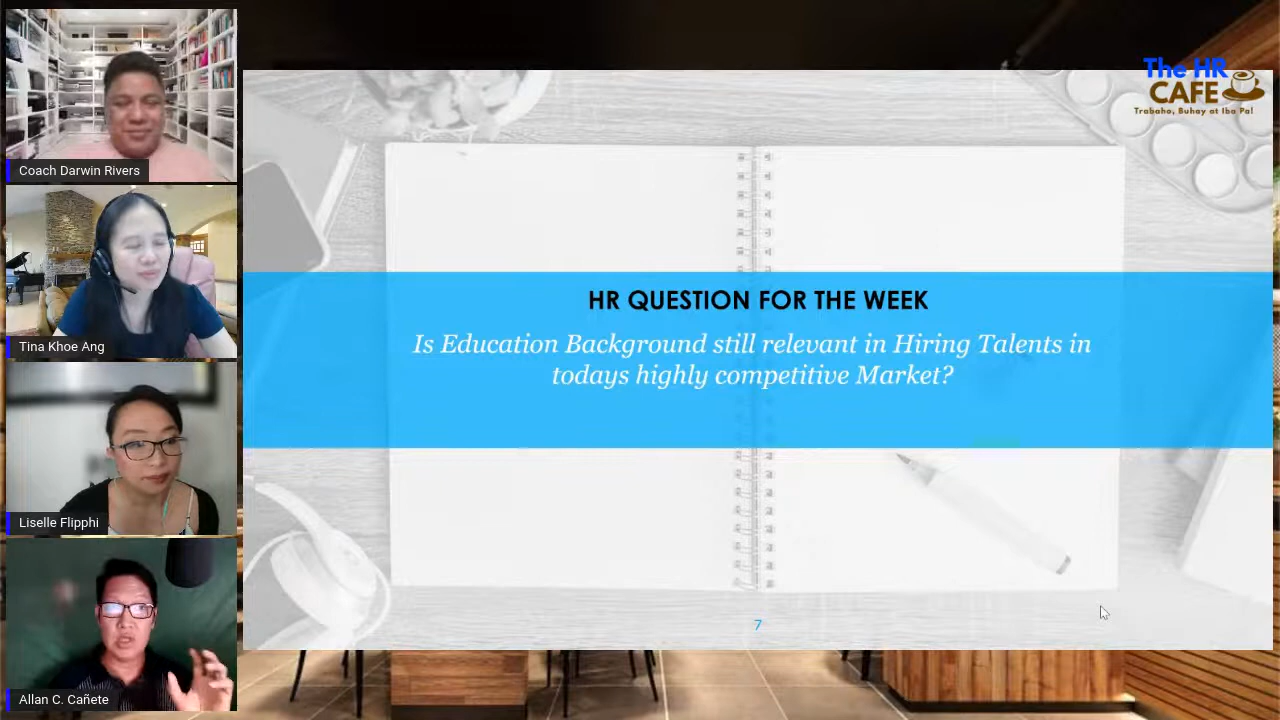 Coach Darwin Rivers
Tina Khoe Ang
Liselle Flipphi
Allan C. Cañete
The HR
CAFE
Trabaho, Buhay at Iba Pa!
HR QUESTION FOR THE WEEK
Is Education Background still relevant in Hiring Talents in
todays highly competitive Market?
7